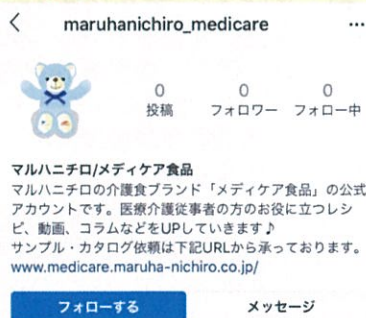 maruhanichiro_medicare
0 0 0
投稿 フォロワー フォロー中
マルハニチロ/メディケア食品
マルハニチロの介護食ブランド「メディケア食品」の公式
アカウントです。医療介護従事者の方のお役に立つレシ
ピ、動画、コラムなどをUPしていきます♪
サンプル・カタログ依頼は下記URLから承っております。
www.medicare.maruha-nichiro.co.jp/
フォローする メッセージ